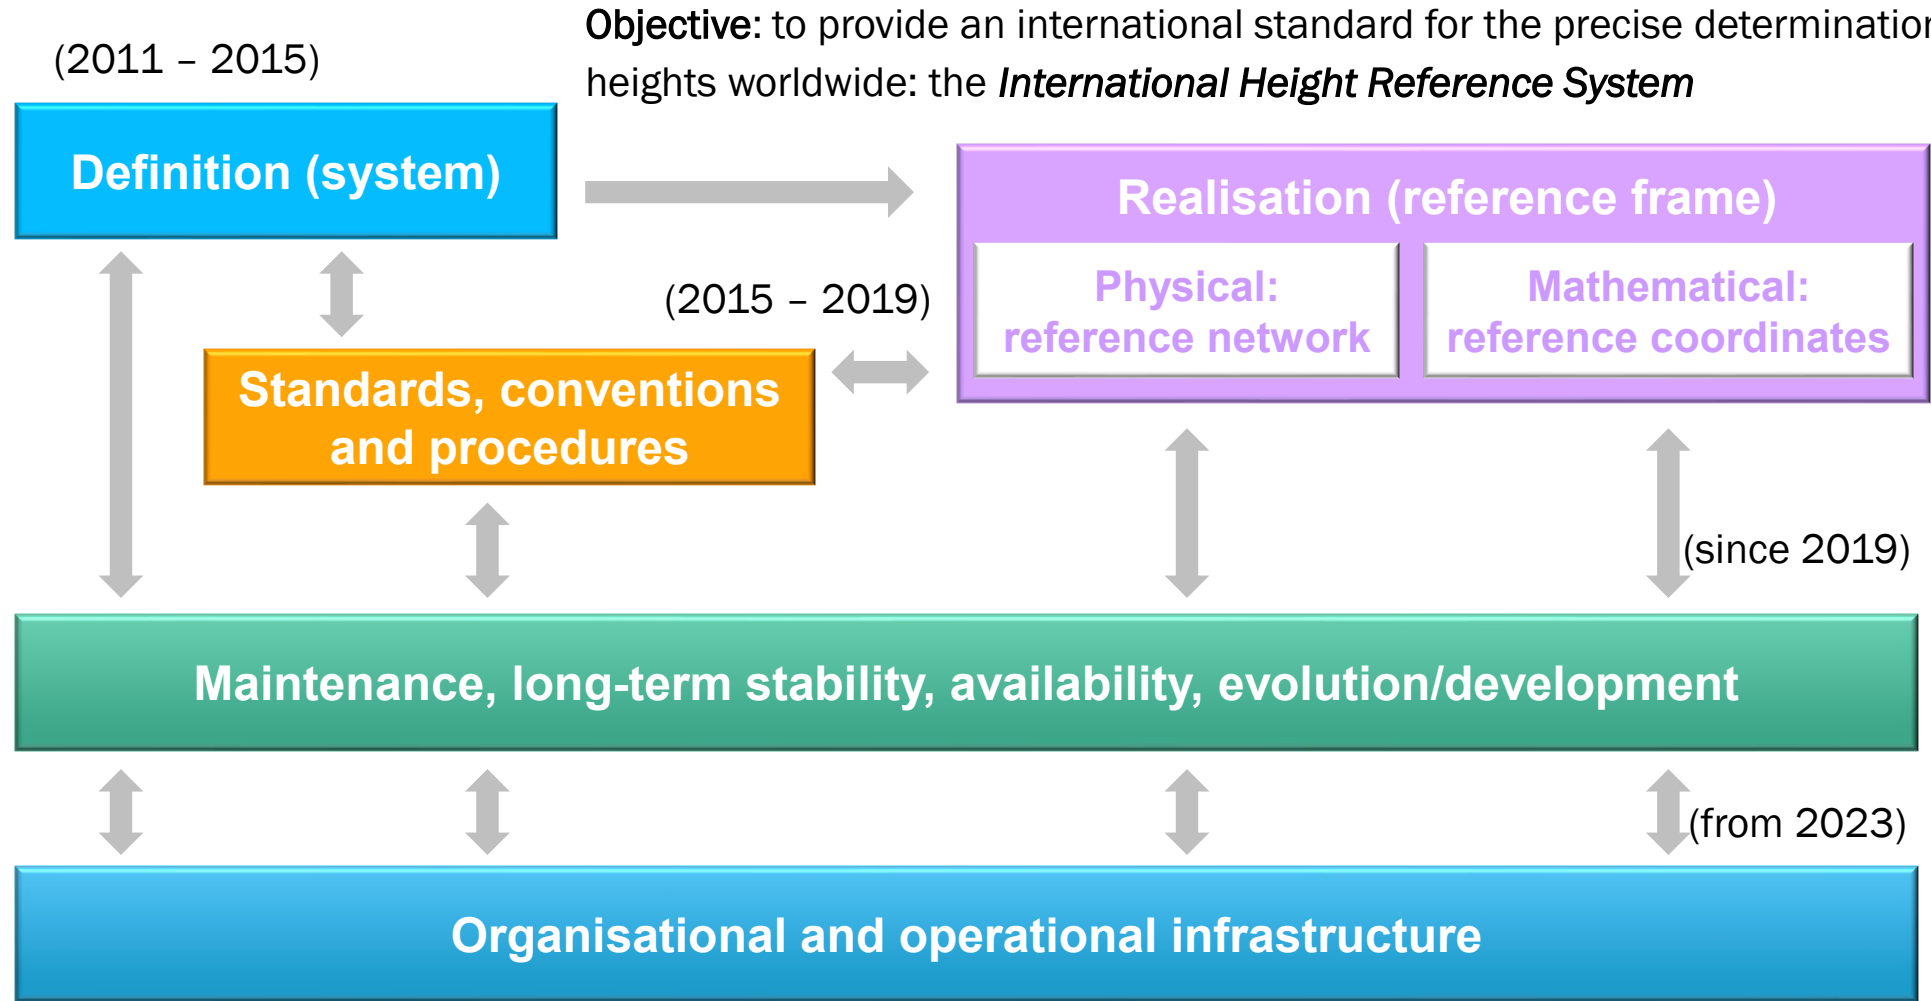 Objective: to provide an international standard for the precise determination
heights worldwide: the International Height Reference System
(2011 – 2015)
Definition (system)
Realisation (reference frame)
Physical:
reference network
Mathematical:
reference coordinates
(2015 – 2019)
Standards, conventions
and procedures
(since 2019)
Maintenance, long-term stability, availability, evolution/development
(from 2023)
Organisational and operational infrastructure